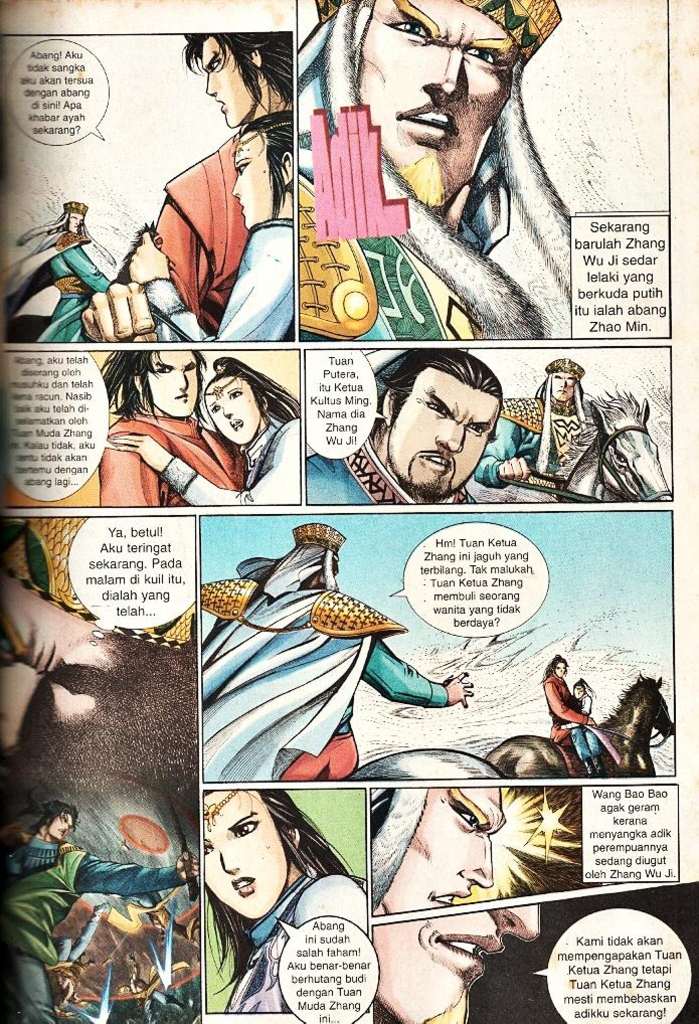 Abang! Aku
tidak sangka
aku akan tersua
dengan abang
di sini! Apa
khabar ayah
sekarang?
ADIL
Sekarang
barulah Zhang
Wu Ji sedar
lelaki yang
berkuda putih
itu ialah abang
Zhao Min.
aku telah
diserang oleh
musuhku dan telah
racun. Nasib
baik aku telah di-
selamatkan oleh
Tuan Muda Zhang
Kalau tidak, aku
tentu tidak akan
bertemu dengan
abang lagi...
Tuan
Putera,
itu Ketua
Kultus Ming.
Nama dia
Zhang
Wu Ji!
Ya, betul!
Aku teringat
sekarang. Pada
malam di kuil itu,
dialah yang
telah...
Hm! Tuan Ketua
Zhang ini jaguh yang
terbilang. Tak malukah
Tuan Ketua Zhang
membuli seorang
wanita yang tidak
berdaya?
Abang
ini sudah
salah faham!
Aku benar-benar
berhutang budi
dengan Tuan
Muda Zhang
ini...
Wang Bao Bao
agak geram
kerana
menyangka adik
perempuannya
sedang diugut
oleh Zhang Wu Ji.
Kami tidak akan
mempengapakan Tuan
Ketua Zhang tetapi
Tuan Ketua Zhang
mesti membebaskan
adikku sekarang!